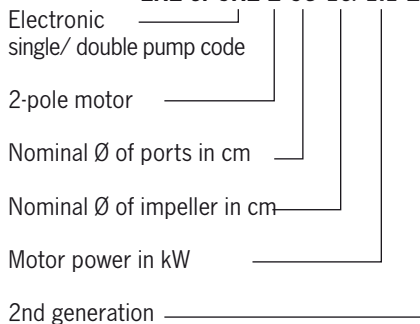 Electronic
single/ double pump code
2-pole motor
Nominal Ø of ports in cm
Nominal Ø of impeller in cm
Motor power in kW
2nd generation